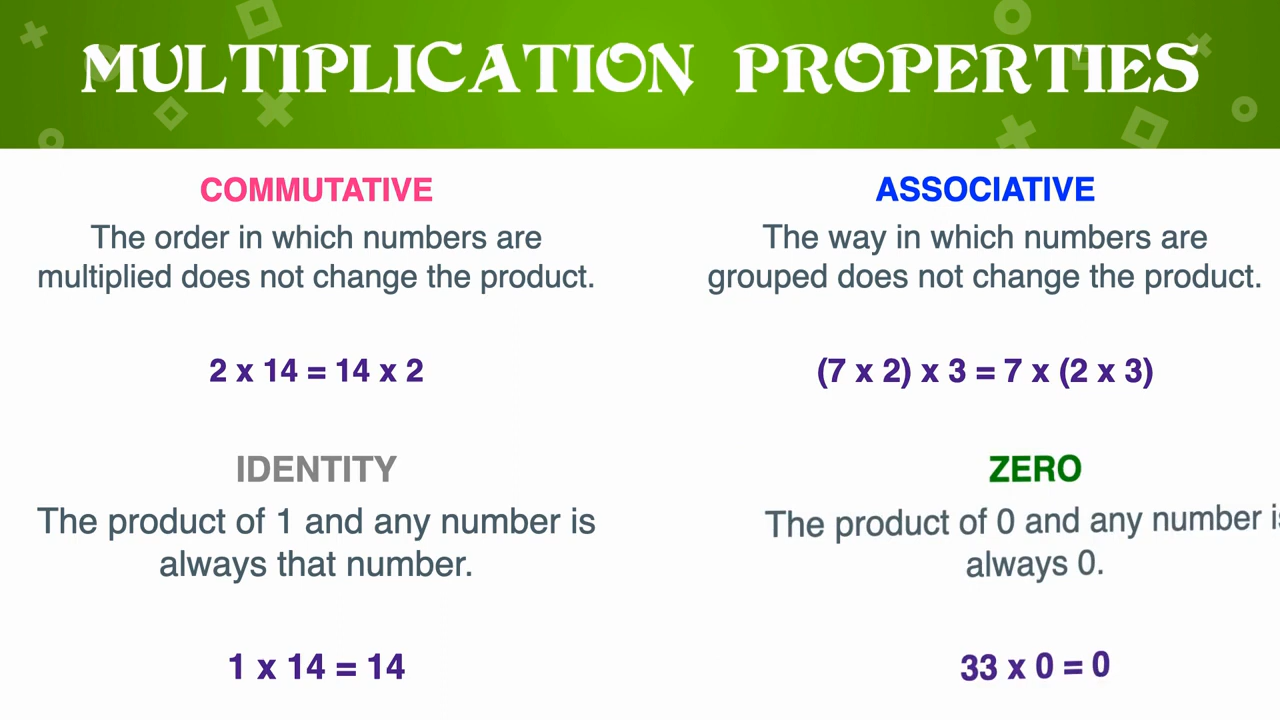 MULTIPLICATION PROPERTIES
COMMUTATIVE
The order in which numbers are
multiplied does not change the product.
2 x 14 = 14 x 2
ASSOCIATIVE
The way in which numbers are
grouped does not change the product.
(7 x 2) x 3 = 7 x (2 x 3)
IDENTITY
The product of 1 and any number is
always that number.
1 x 14 = 14
ZERO
The product of 0 and any number is
always 0.
33 x 0 = 0